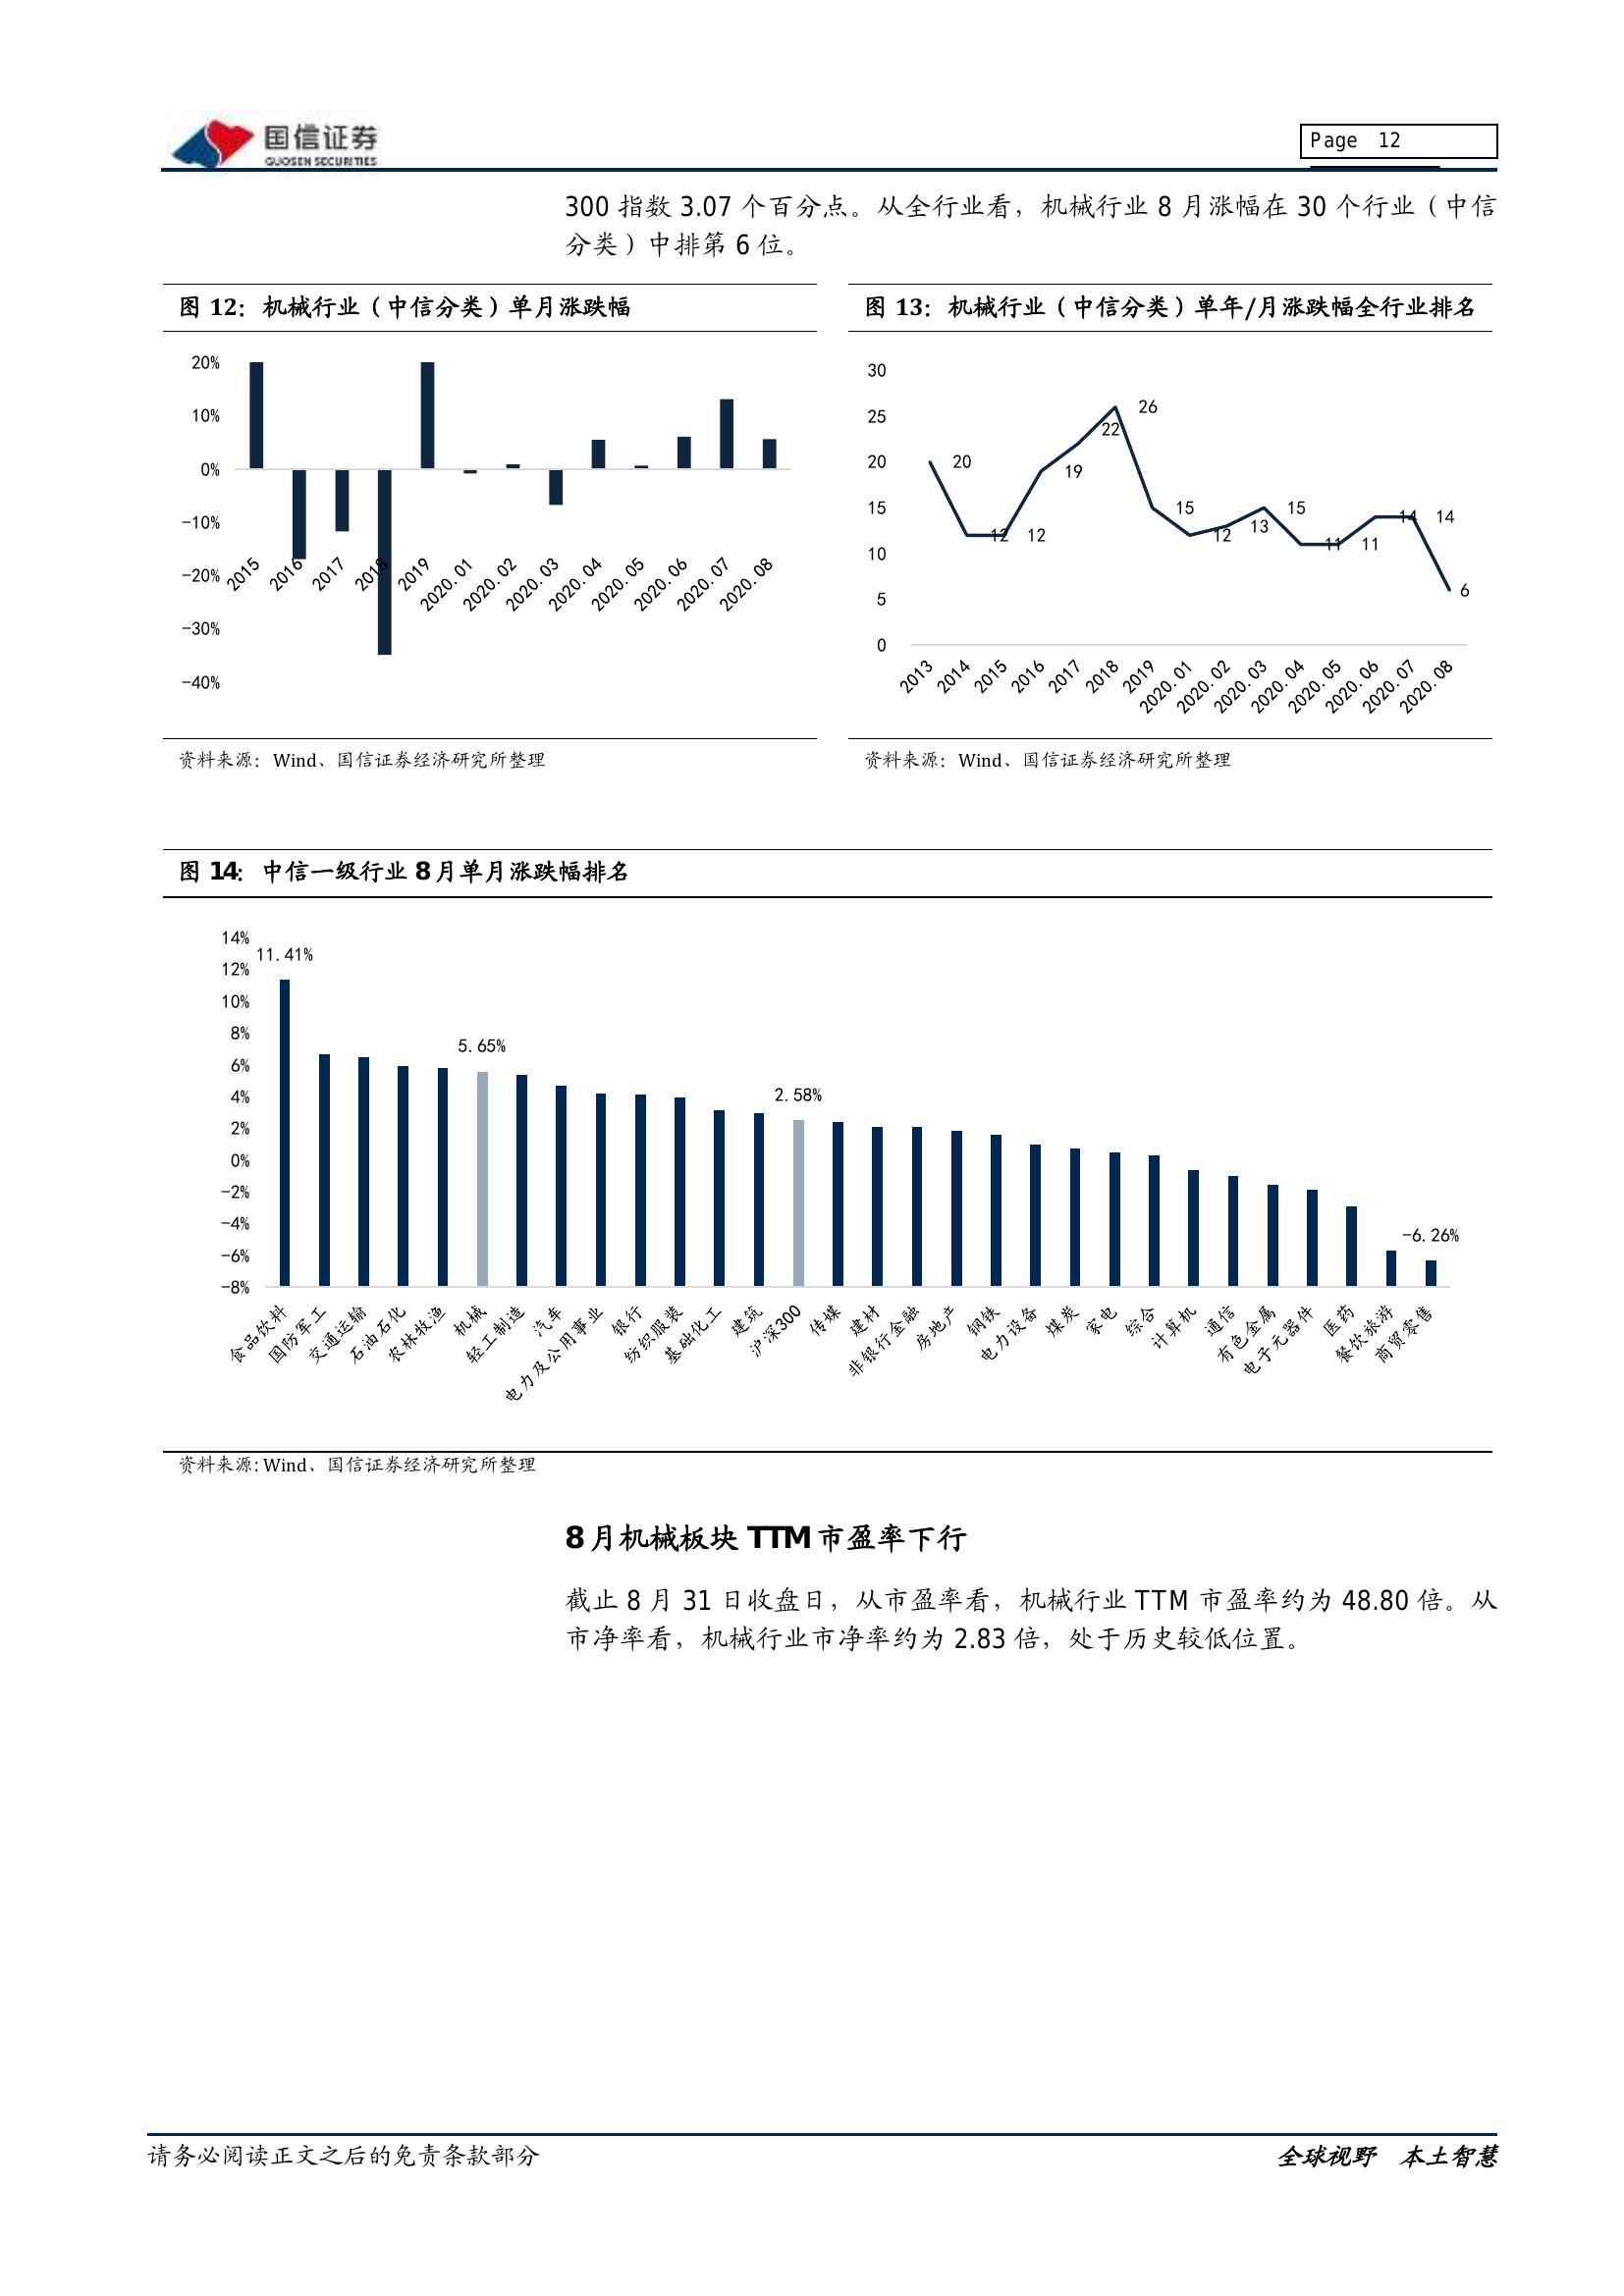 国信证券
GUOSEN SECURITIES
Page 12
300 指数 3.07 个百分点。从全行业看，机械行业 8 月涨幅在 30 个行业（中信
分类）中排第 6 位。
图 12：机械行业（中信分类）单月涨跌幅
20%
10%
0%
-10%
-20%
-30%
-40%
2015
2016
2017
2018
2019
2020.01
2020.02
2020.03
2020.04
2020.05
2020.06
2020.07
2020.08
资料来源：Wind、国信证券经济研究所整理
图 13：机械行业（中信分类）单年/月涨跌幅全行业排名
30
25
20
15
10
5
0
20
12
12
19
22
26
15
12
13
15
11
11
14
14
6
2013
2014
2015
2016
2017
2018
2019
2020.01
2020.02
2020.03
2020.04
2020.05
2020.06
2020.07
2020.08
资料来源：Wind、国信证券经济研究所整理
图 14：中信一级行业 8 月单月涨跌幅排名
14%
12%
10%
8%
6%
4%
2%
0%
-2%
-4%
-6%
-8%
11.41%
5.65%
2.58%
-6.26%
食品饮料
国防军工
交通运输
石油石化
农林牧渔
机械
轻工制造
汽车
电力及公用事业
银行
纺织服装
基础化工
建筑
沪深300
传媒
建材
非银行金融
房地产
钢铁
电力设备
煤炭
家电
综合
计算机
通信
有色金属
电子元器件
医药
餐饮旅游
商贸零售
资料来源:Wind、国信证券经济研究所整理
8 月机械板块 TTM 市盈率下行
截止 8 月 31 日收盘日，从市盈率看，机械行业 TTM 市盈率约为 48.80 倍。从
市净率看，机械行业市净率约为 2.83 倍，处于历史较低位置。
请务必阅读正文之后的免责条款部分
全球视野 本土智慧